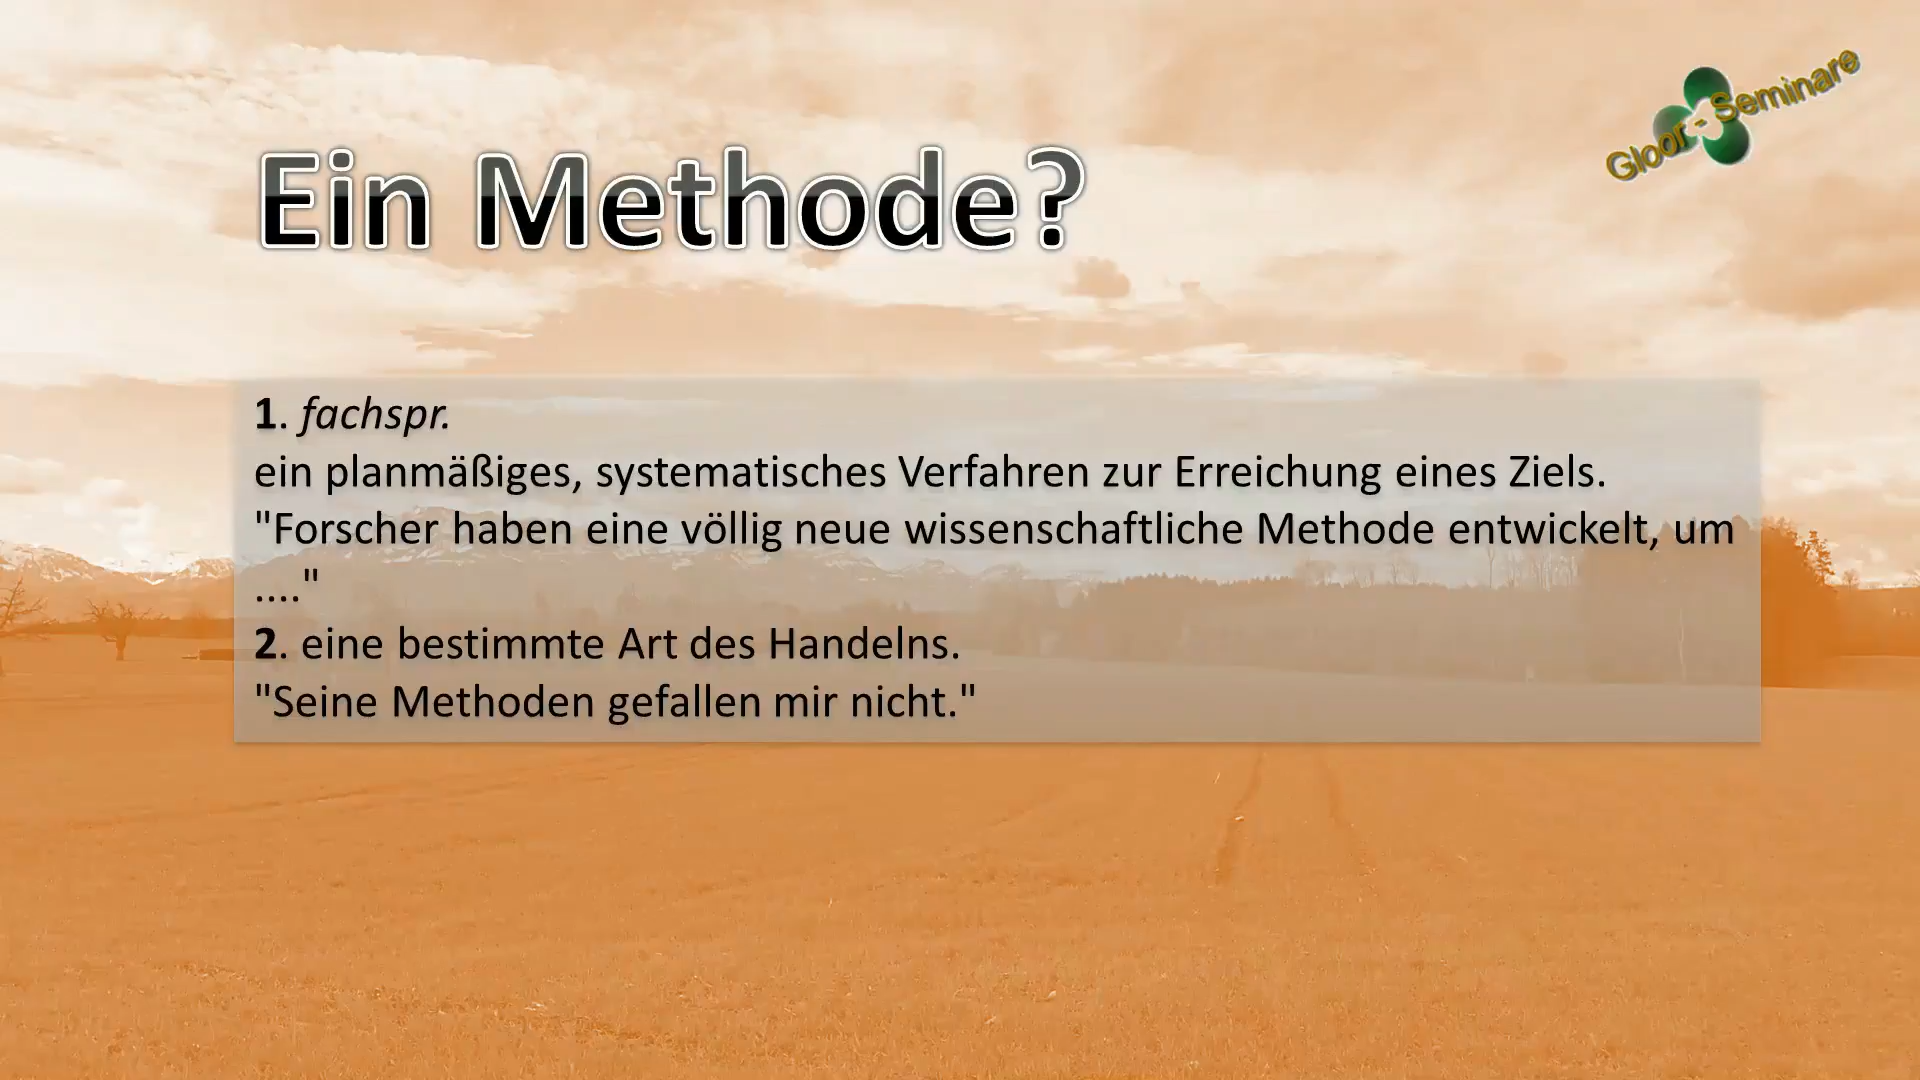 Gloor - Seminare
Ein Methode?
1. fachspr.
ein planmäßiges, systematisches Verfahren zur Erreichung eines Ziels.
"Forscher haben eine völlig neue wissenschaftliche Methode entwickelt, um
...."
2. eine bestimmte Art des Handelns.
"Seine Methoden gefallen mir nicht."